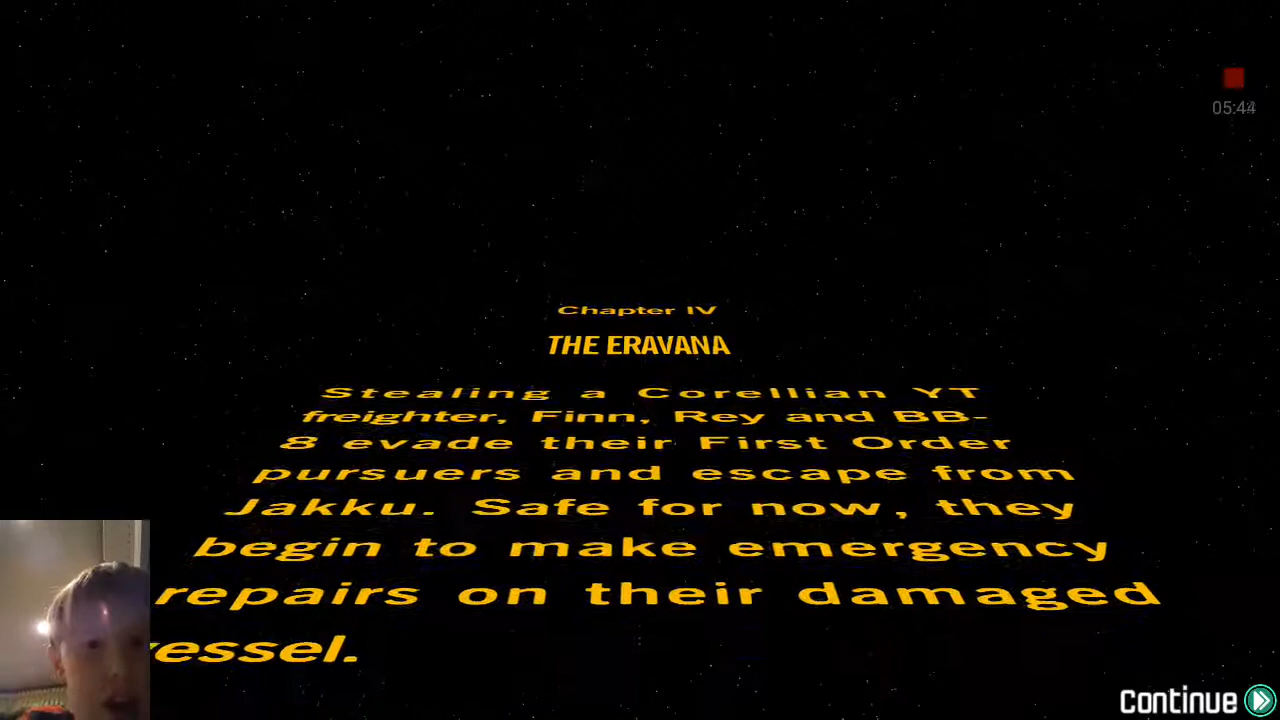 05:44
Chapter IV
THE ERAVANA
Stealing a Corellian YT
freighter, Finn, Rey and BB-
8 evade their First Order
pursuers and escape from
Jakku. Safe for now, they
begin to make emergency
repairs on their damaged
vessel.
Continue